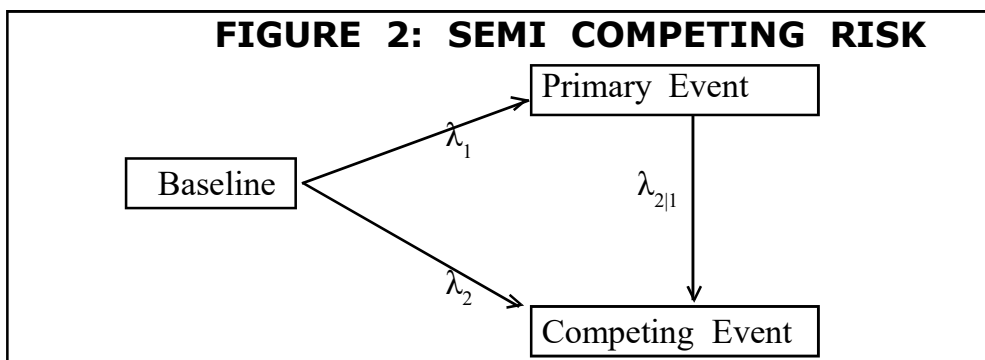 FIGURE 2: SEMI COMPETING RISK
Primary Event
λ1
Baseline
λ2|1
λ2
Competing Event